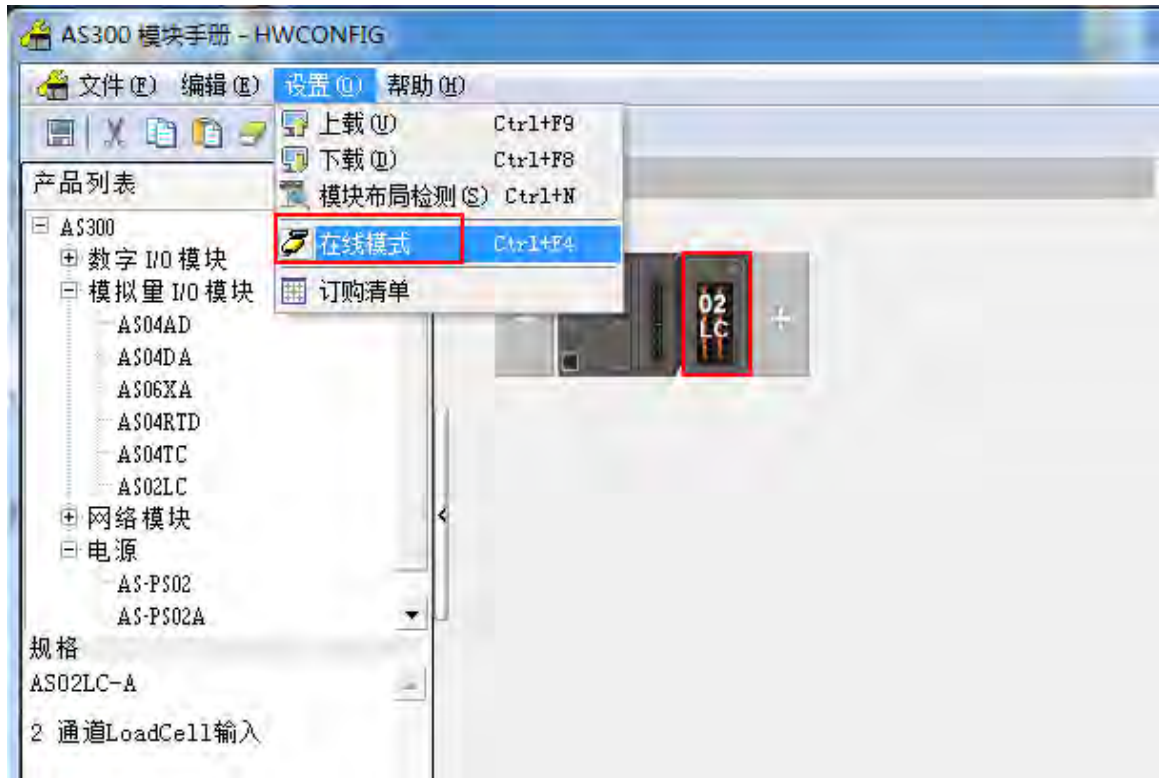 AS300 模块手册 - HWCONFIG
文件(F) 编辑(E) 设置(O) 帮助(H)
上载(U) Ctrl+F9
下载(D) Ctrl+F8
模块布局检测(S) Ctrl+N
在线模式 Ctrl+F4
订购清单
产品列表
AS300
数字 I/O 模块
模拟量 I/O 模块
AS04AD
AS04DA
AS06XA
AS04RTD
AS04TC
AS02LC
网络模块
电源
AS-PS02
AS-PS02A
02
LC
规格
AS02LC-A
2 通道LoadCell输入